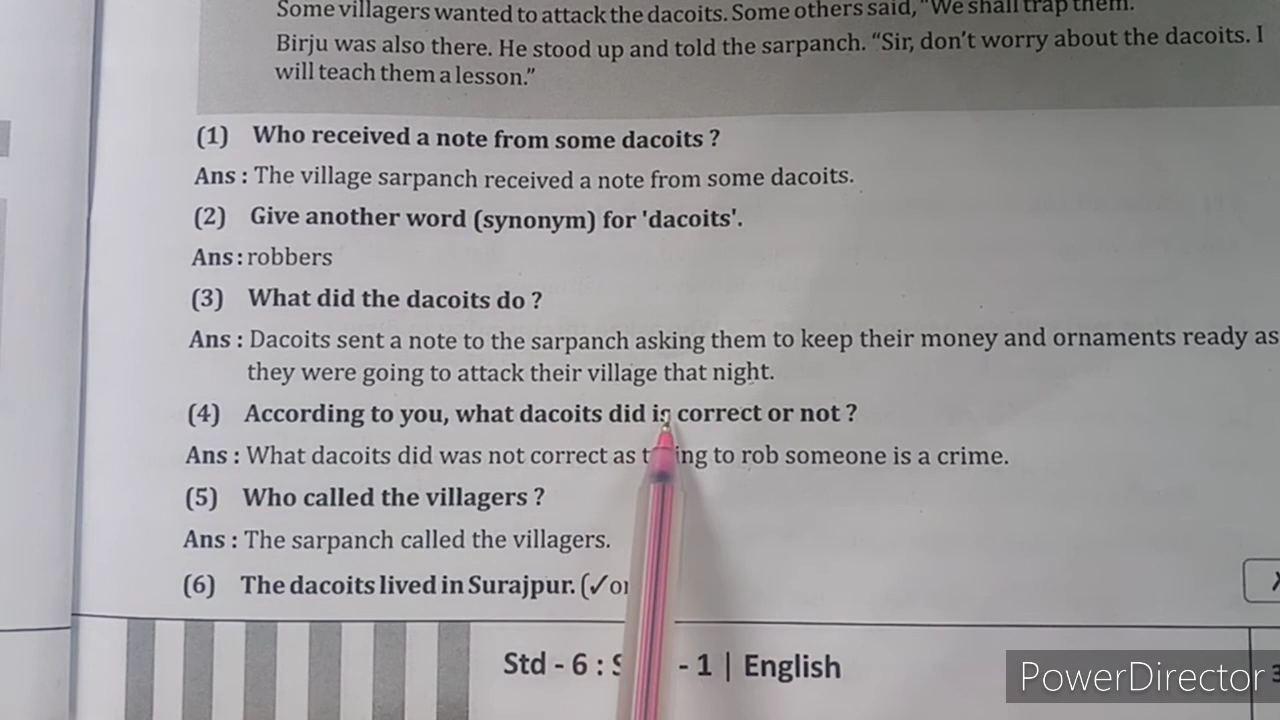 Some villagers wanted to attack the dacoits. Some others said, "We shall trap them.
Birju was also there. He stood up and told the sarpanch. “Sir, don’t worry about the dacoits. I
will teach them a lesson.”
(1) Who received a note from some dacoits ?
Ans : The village sarpanch received a note from some dacoits.
(2) Give another word (synonym) for 'dacoits'.
Ans : robbers
(3) What did the dacoits do ?
Ans : Dacoits sent a note to the sarpanch asking them to keep their money and ornaments ready as
they were going to attack their village that night.
(4) According to you, what dacoits did is correct or not ?
Ans : What dacoits did was not correct as to rob someone is a crime.
(5) Who called the villagers ?
Ans : The sarpanch called the villagers.
(6) The dacoits lived in Surajpur. (✓
Std - 6 : - 1 | English
PowerDirector